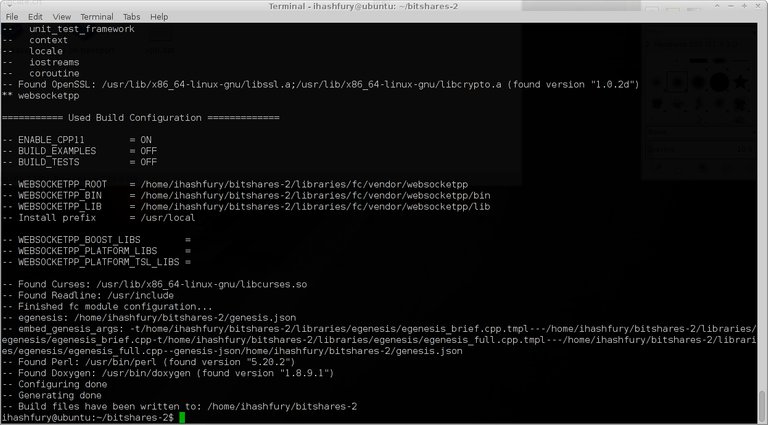 Terminal - ihashfury@ubuntu: ~/bitshares-2
File Edit View Terminal Tabs Help
--   unit_test_framework
--   context
--   locale
--   iostreams
--   coroutine
-- Found OpenSSL: /usr/lib/x86_64-linux-gnu/libssl.a;/usr/lib/x86_64-linux-gnu/libcrypto.a (found version "1.0.2d")
** websocketpp
=========== Used Build Configuration =============
-- ENABLE_CPP11        = ON
-- BUILD_EXAMPLES      = OFF
-- BUILD_TESTS         = OFF
-- WEBSOCKETPP_ROOT    = /home/ihashfury/bitshares-2/libraries/fc/vendor/websocketpp
-- WEBSOCKETPP_BIN     = /home/ihashfury/bitshares-2/libraries/fc/vendor/websocketpp/bin
-- WEBSOCKETPP_LIB     = /home/ihashfury/bitshares-2/libraries/fc/vendor/websocketpp/lib
-- Install prefix      = /usr/local
-- WEBSOCKETPP_BOOST_LIBS        =
-- WEBSOCKETPP_PLATFORM_LIBS     =
-- WEBSOCKETPP_PLATFORM_TSL_LIBS =
-- Found Curses: /usr/lib/x86_64-linux-gnu/libcurses.so
-- Found Readline: /usr/include
-- Finished fc module configuration...
-- egenesis: /home/ihashfury/bitshares-2/genesis.json
-- embed_genesis_args: -t/home/ihashfury/bitshares-2/libraries/egenesis/egenesis_brief.cpp.tmpl---/home/ihashfury/bitshares-2/libraries/
egenesis/egenesis_brief.cpp-t/home/ihashfury/bitshares-2/libraries/egenesis/egenesis_full.cpp.tmpl---/home/ihashfury/bitshares-2/librari
es/egenesis/egenesis_full.cpp--genesis-json/home/ihashfury/bitshares-2/genesis.json
-- Found Perl: /usr/bin/perl (found version "5.20.2")
-- Found Doxygen: /usr/bin/doxygen (found version "1.8.9.1")
-- Configuring done
-- Generating done
-- Build files have been written to: /home/ihashfury/bitshares-2
ihashfury@ubuntu:~/bitshares-2$